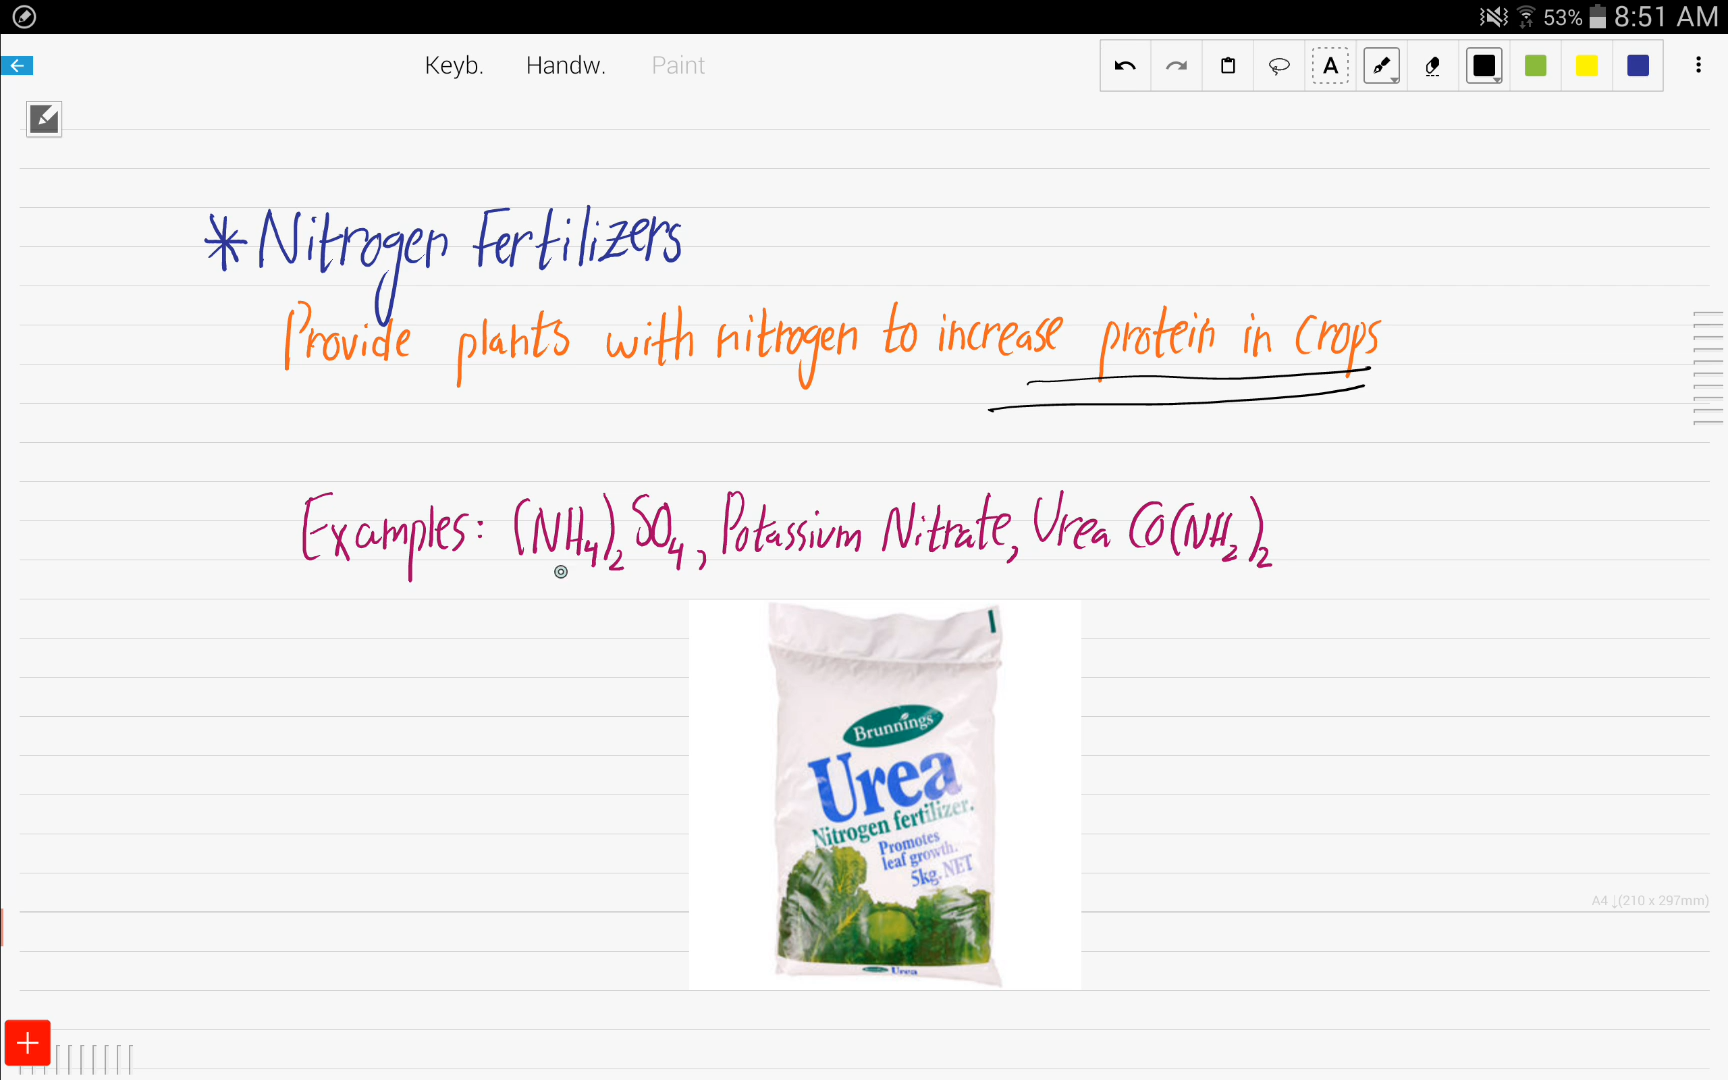 53% 8:51 AM
Keyb. Handw. Paint
A
* Nitrogen Fertilizers
Provide plants with nitrogen to increase protein in crops
Examples: (NH₄)₂SO₄, Potassium Nitrate, Urea CO(NH₂)₂
Brunnings
Urea
Nitrogen fertilizer.
Promotes
leaf growth.
5kg. NET
Urea
A4 ↓(210 x 297mm)